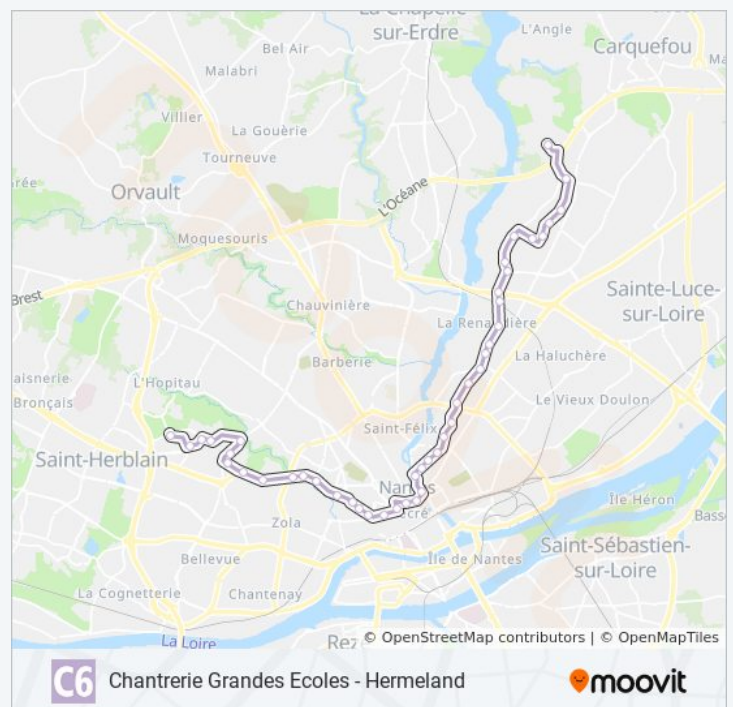 La Chapelle-
sur-Erdre
L'Angle
Carquefou
Bel Air
Malabri
Villier
La Gouèrie
Tourneuve
L'Océane
Orvault
Moquesouris
Brest
Sainte-Luce-
sur-Loire
Chauvinière
La Renaudière
La Haluchère
Barberie
L'Hopitau
Bronçais
Le Vieux Doulon
Saint-Félix
Saint-Herblain
Nantes
Île Héron
Zola
Saint-Sébastien-
sur-Loire
Bellevue
Île de Nantes
La Cognetterie
Chantenay
La Loire
© OpenStreetMap contributors | © OpenMapTiles
C6 Chantrerie Grandes Ecoles - Hermeland
moovit